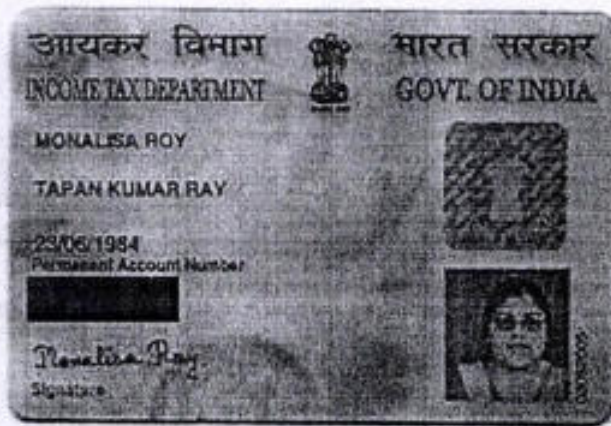 आयकर विभाग भारत सरकार
INCOME TAX DEPARTMENT GOVT. OF INDIA
MONALISA ROY
TAPAN KUMAR RAY
23/06/1984
Permanent Account Number
Monalisa Roy
Signature